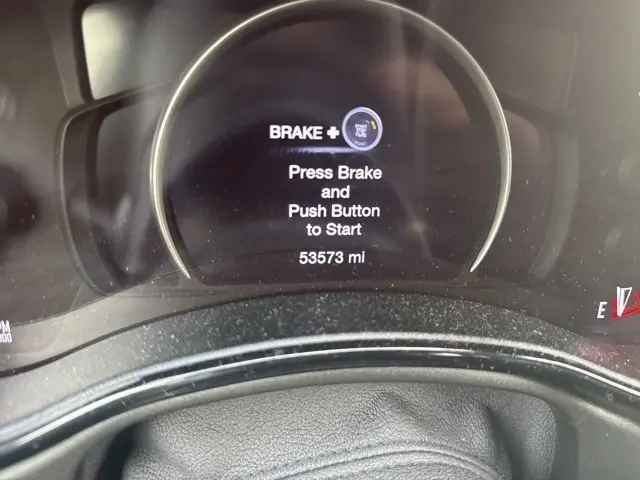 BRAKE +
Press Brake
and
Push Button
to Start
53573 mi
E